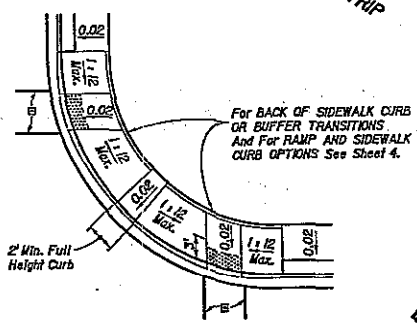 TRIP
0.02
1:12
Max.
0.02
1:12
Max.
0.02
1:12
Max.
3'±
0.02
1:12
Max.
0.02
For BACK OF SIDEWALK CURB
OR BUFFER TRANSITIONS
And For RAMP AND SIDEWALK
CURB OPTIONS See Sheet 4.
2' Min. Full
Height Curb